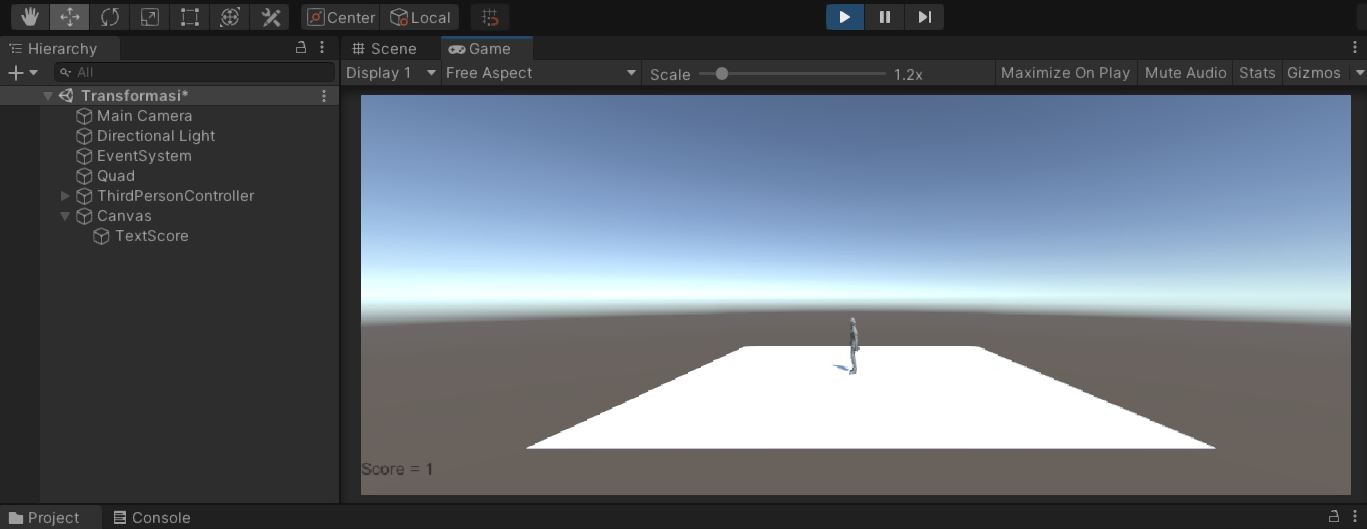 Center Local
Hierarchy
All
Transformasi*
Main Camera
Directional Light
EventSystem
Quad
ThirdPersonController
Canvas
TextScore
Scene Game
Display 1 Free Aspect Scale 1.2x Maximize On Play Mute Audio Stats Gizmos
Score = 1
Project Console